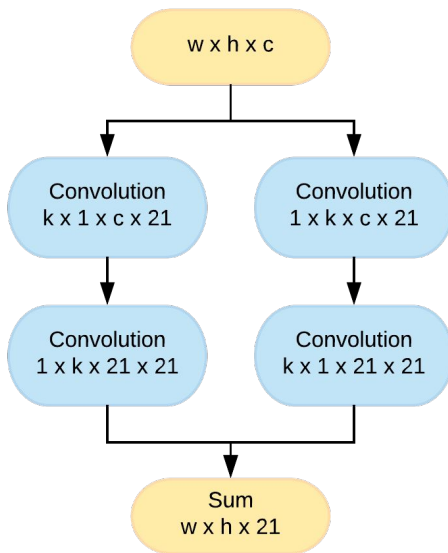 w x h x c
Convolution
k x 1 x c x 21
Convolution
1 x k x c x 21
Convolution
1 x k x 21 x 21
Convolution
k x 1 x 21 x 21
Sum
w x h x 21